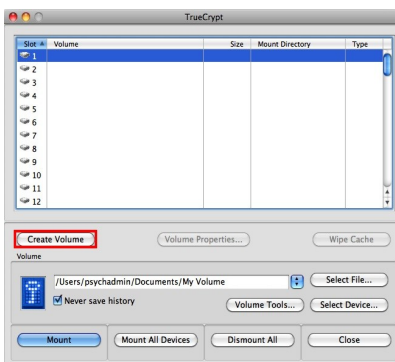 TrueCrypt
Slot Volume Size Mount Directory Type
1
2
3
4
5
6
7
8
9
10
11
12
Create Volume Volume Properties... Wipe Cache
Volume
/Users/psychadmin/Documents/My Volume Select File...
Never save history Volume Tools... Select Device...
Mount Mount All Devices Dismount All Close